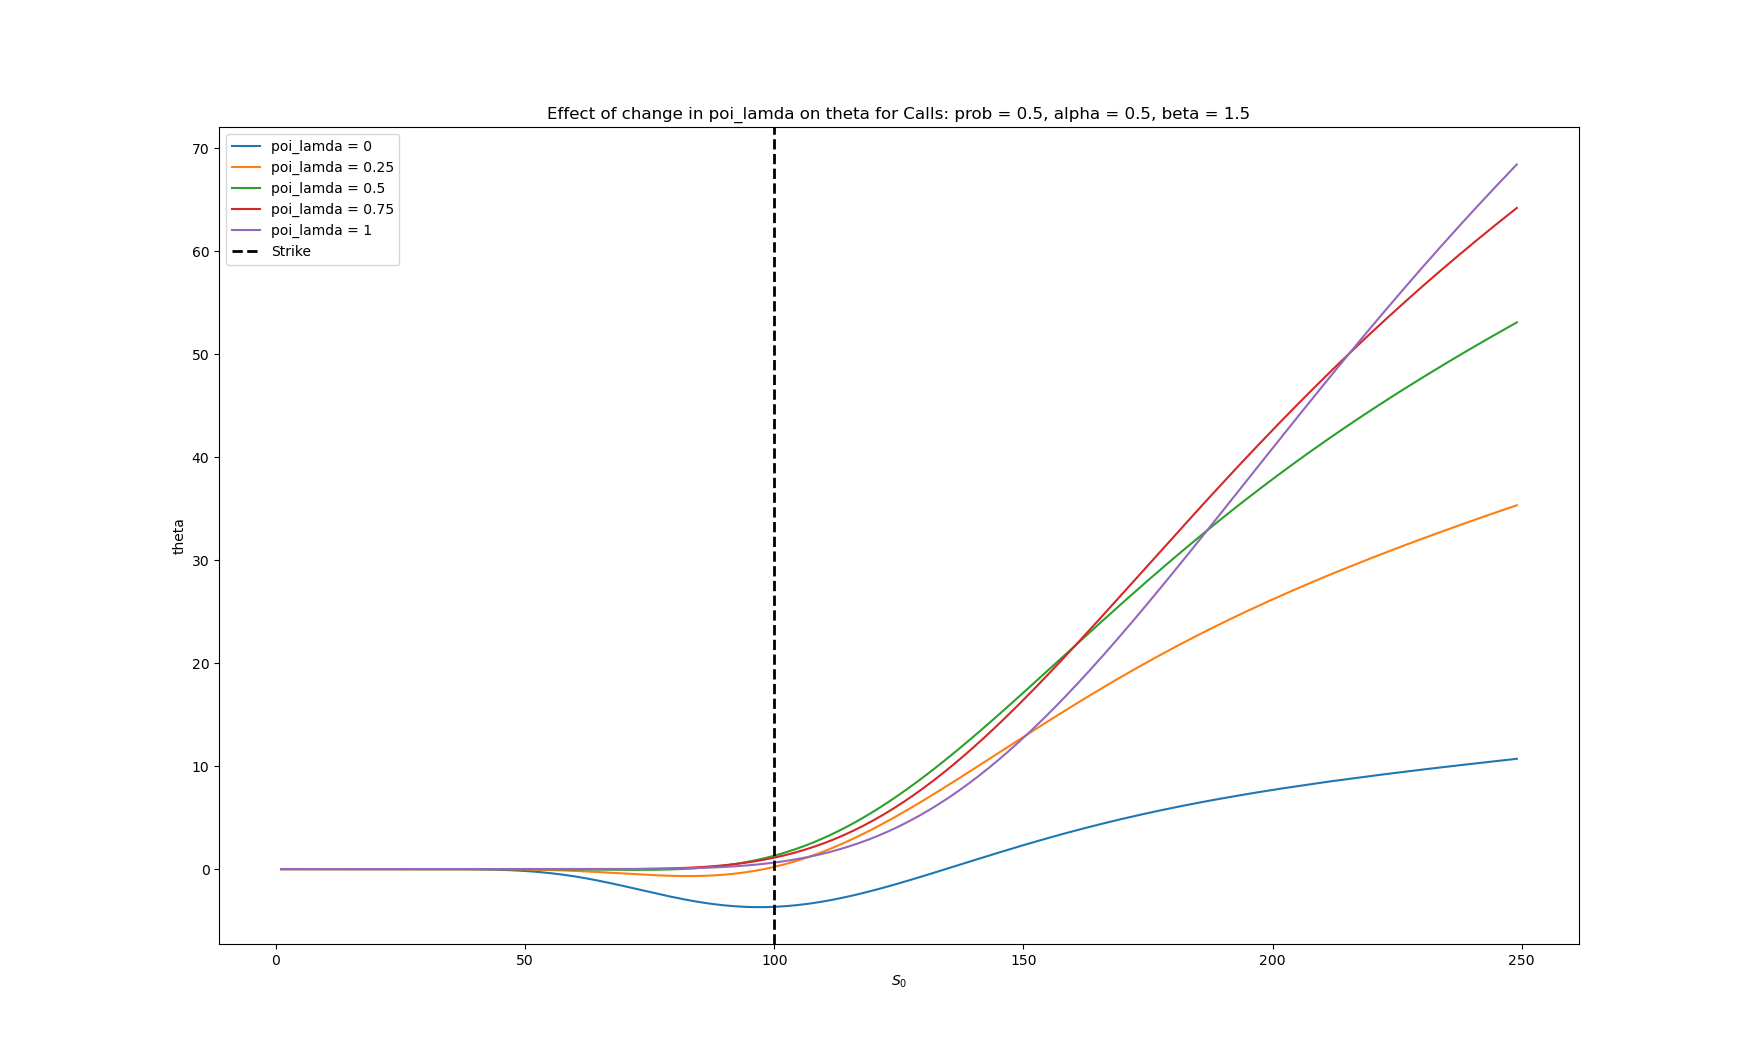 Effect of change in poi_lamda on theta for Calls: prob = 0.5, alpha = 0.5, beta = 1.5
poi_lamda = 0
poi_lamda = 0.25
poi_lamda = 0.5
poi_lamda = 0.75
poi_lamda = 1
Strike
theta
70
60
50
40
30
20
10
0
0 50 100 150 200 250
S₀